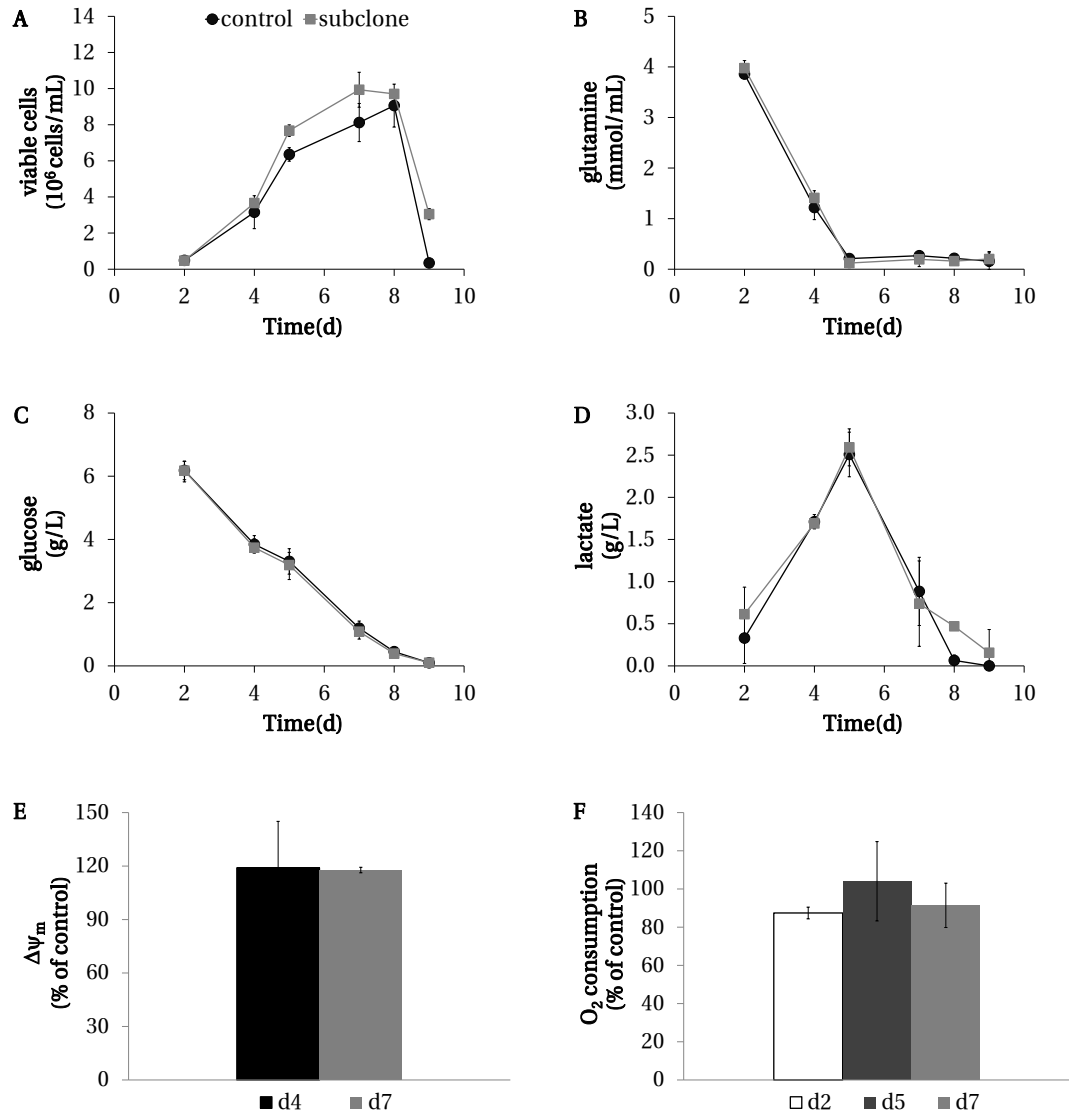 A
control subclone
14
12
10
8
6
4
2
0
viable cells
(10⁶ cells/mL)
0 2 4 6 8 10
Time(d)
B
5
4
3
2
1
0
glutamine
(mmol/mL)
0 2 4 6 8 10
Time(d)
C
8
6
4
2
0
glucose
(g/L)
0 2 4 6 8 10
Time(d)
D
3.0
2.5
2.0
1.5
1.0
0.5
0.0
lactate
(g/L)
0 2 4 6 8 10
Time(d)
E
150
120
90
60
30
0
Δψₘ
(% of control)
d4 d7
F
140
120
100
80
60
40
20
0
O₂ consumption
(% of control)
d2 d5 d7